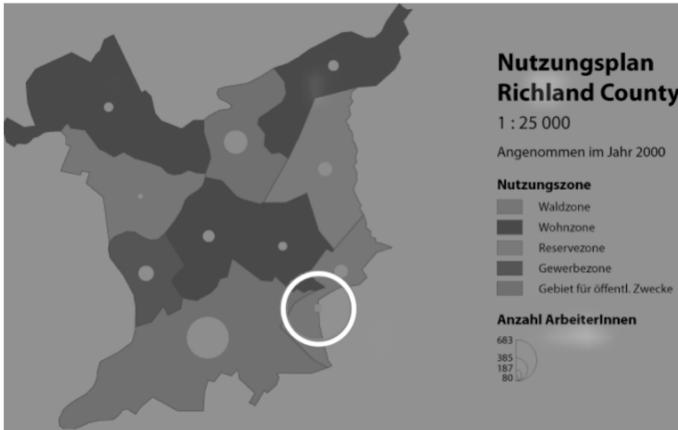 Nutzungsplan
Richland County
1 : 25 000
Angenommen im Jahr 2000
Nutzungszone
Waldzone
Wohnzone
Reservezone
Gewerbezone
Gebiet für öffentl. Zwecke
Anzahl ArbeiterInnen
683
385
187
80